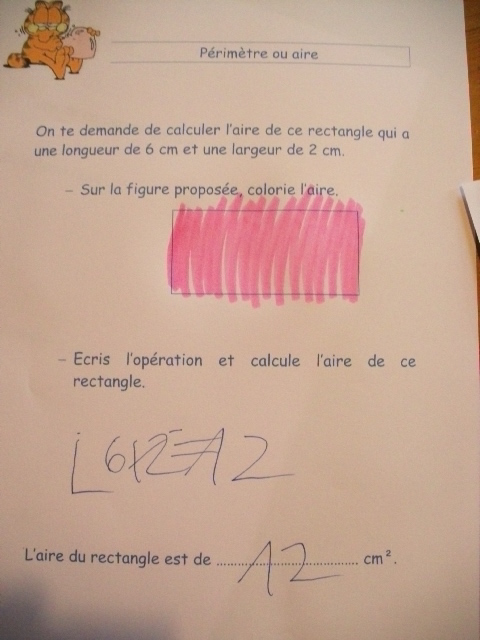 Périmètre ou aire
On te demande de calculer l'aire de ce rectangle qui a
une longueur de 6 cm et une largeur de 2 cm.
– Sur la figure proposée, colorie l'aire.
– Ecris l'opération et calcule l'aire de ce
rectangle.
6x2=12
L'aire du rectangle est de ........12........ cm².